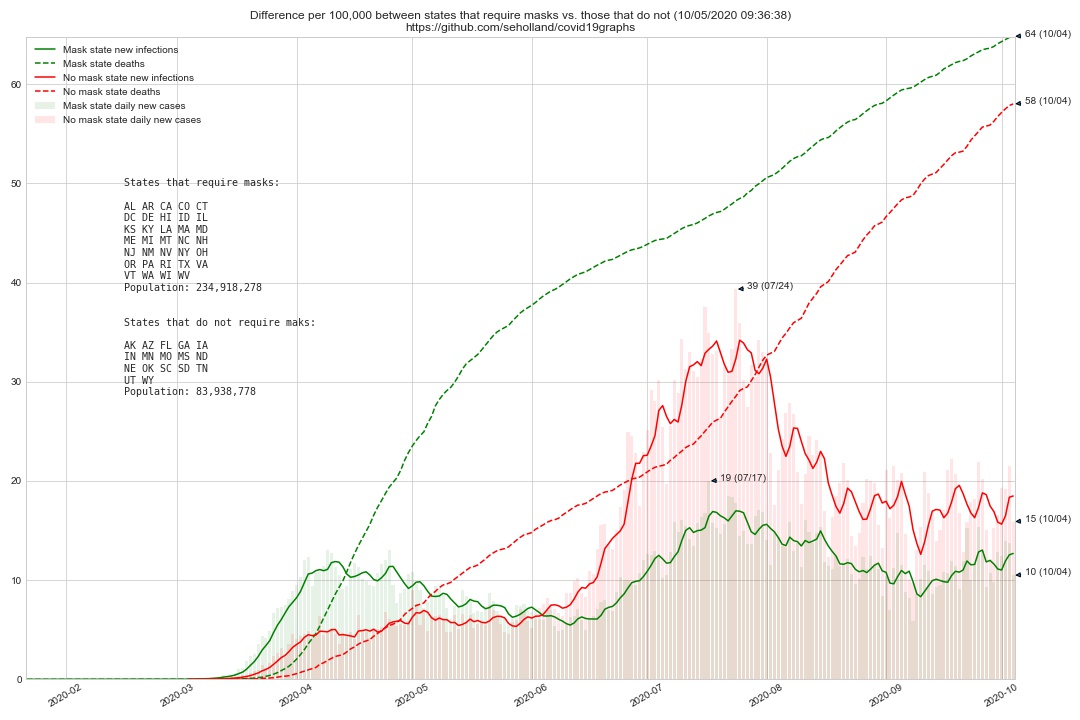 Difference per 100,000 between states that require masks vs. those that do not (10/05/2020 09:36:38)
https://github.com/seholland/covid19graphs
Mask state new infections
Mask state deaths
No mask state new infections
No mask state deaths
Mask state daily new cases
No mask state daily new cases
64 (10/04)
58 (10/04)
States that require masks:
AL AR CA CO CT
DC DE HI ID IL
KS KY LA MA MD
ME MI MT NC NH
NJ NM NV NY OH
OR PA RI TX VA
VT WA WI WV
Population: 234,918,278
States that do not require maks:
AK AZ FL GA IA
IN MN MO MS ND
NE OK SC SD TN
UT WY
Population: 83,938,778
39 (07/24)
19 (07/17)
15 (10/04)
10 (10/04)
60
50
40
30
20
10
0
2020-02
2020-03
2020-04
2020-05
2020-06
2020-07
2020-08
2020-09
2020-10